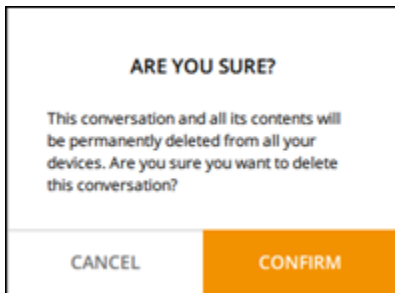 ARE YOU SURE?
This conversation and all its contents will
be permanently deleted from all your
devices. Are you sure you want to delete
this conversation?
CANCEL CONFIRM